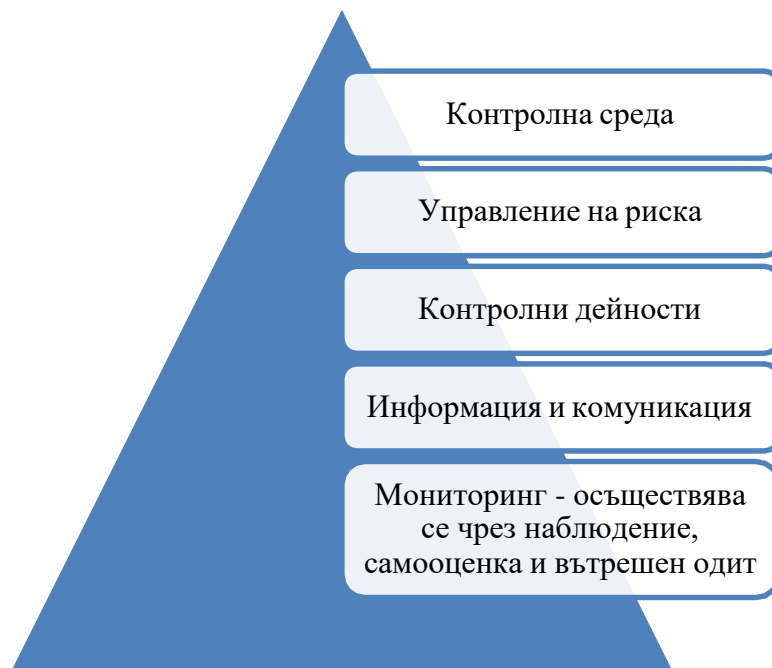 Контролна среда
Управление на риска
Контролни дейности
Информация и комуникация
Мониторинг - осъществява
се чрез наблюдение,
самооценка и вътрешен одит